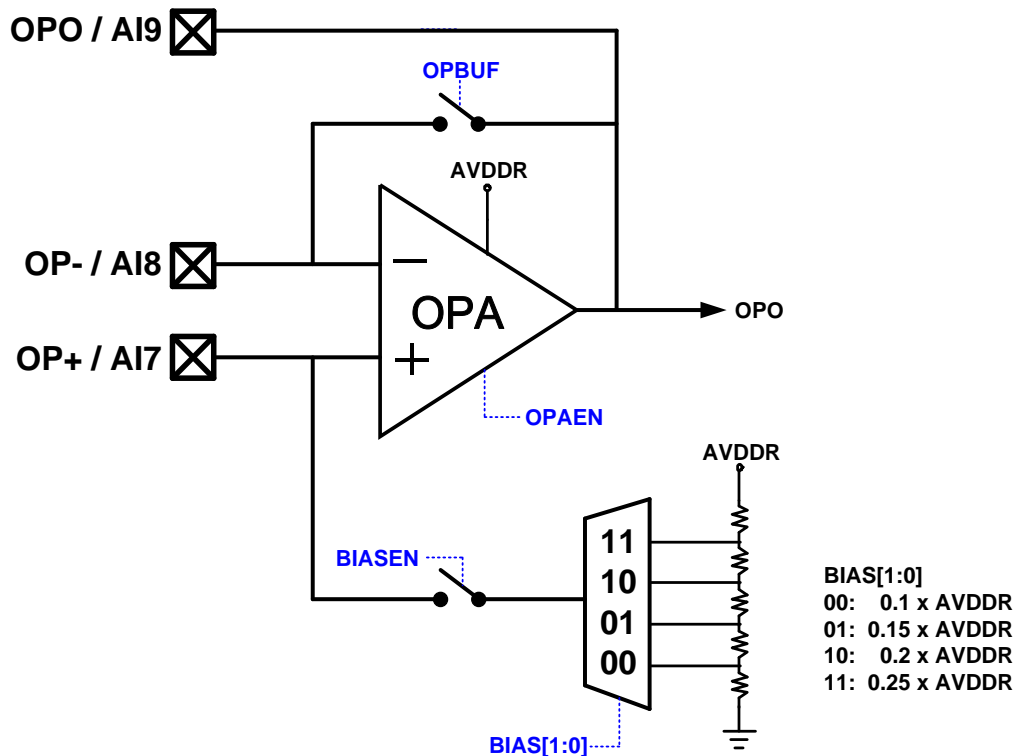 OPO / AI9
OPBUF
AVDDR
OP- / AI8
−
OPA
OPO
OP+ / AI7
+
OPAEN
AVDDR
11
BIASEN
10
01
00
BIAS[1:0]
00: 0.1 x AVDDR
01: 0.15 x AVDDR
10: 0.2 x AVDDR
11: 0.25 x AVDDR
BIAS[1:0]